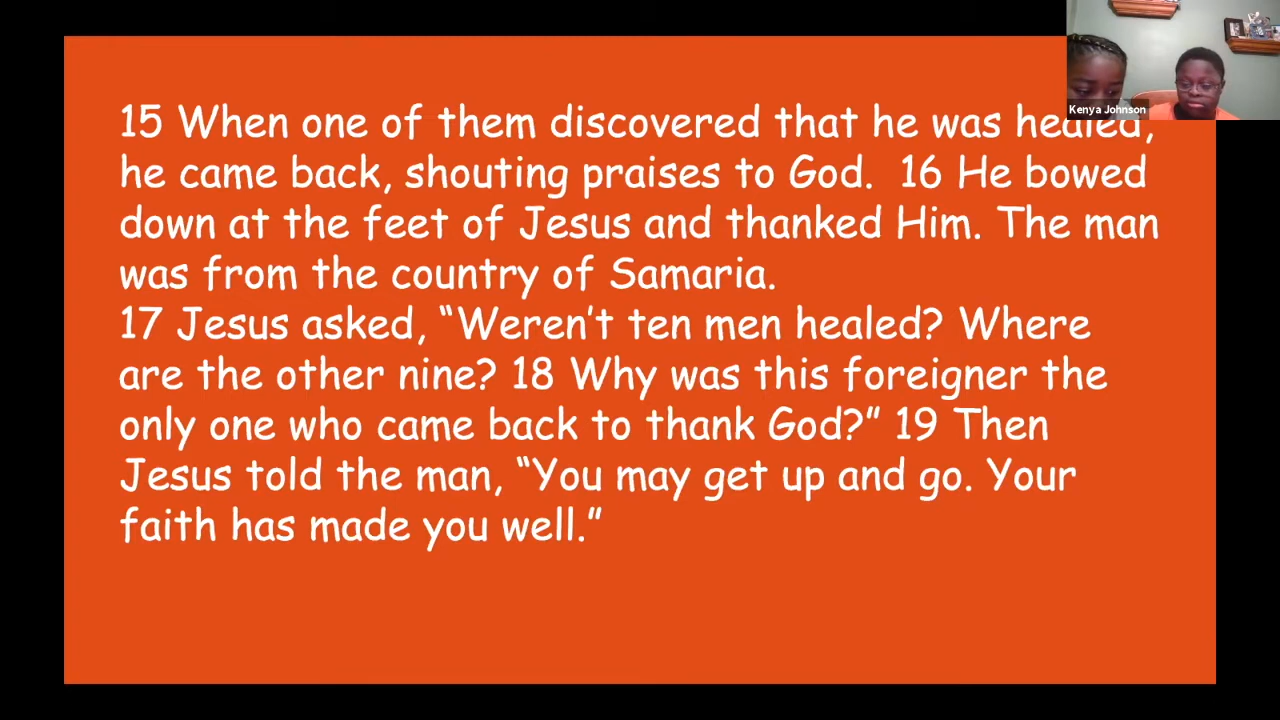 Kenya Johnson
15 When one of them discovered that he was healed,
he came back, shouting praises to God. 16 He bowed
down at the feet of Jesus and thanked Him. The man
was from the country of Samaria.
17 Jesus asked, “Weren’t ten men healed? Where
are the other nine? 18 Why was this foreigner the
only one who came back to thank God?” 19 Then
Jesus told the man, “You may get up and go. Your
faith has made you well.”